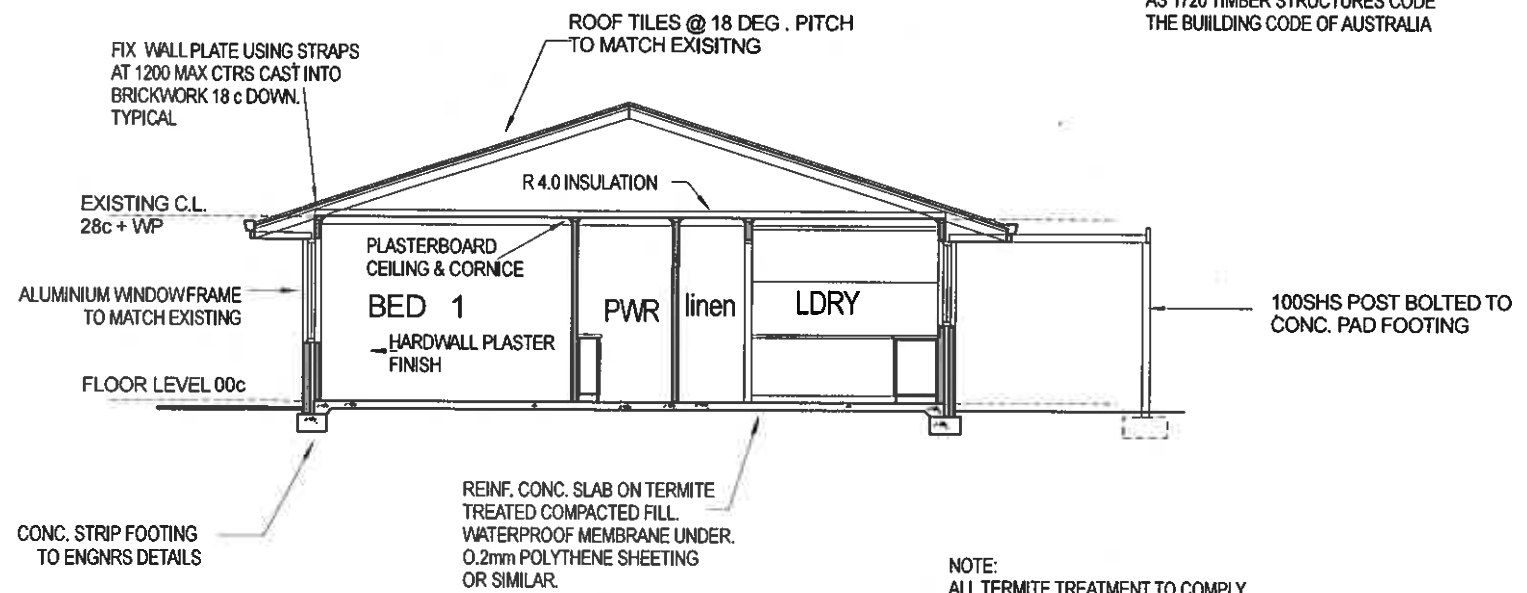 AS 1720 TIMBER STRUCTURES CODE
THE BUIILDING CODE OF AUSTRALIA
ROOF TILES @ 18 DEG . PITCH
TO MATCH EXISITNG
FIX WALL PLATE USING STRAPS
AT 1200 MAX CTRS CAST INTO
BRICKWORK 18 c DOWN.
TYPICAL
R 4.0 INSULATION
EXISTING C.L.
28c + WP
PLASTERBOARD
CEILING & CORNICE
ALUMINIUM WINDOW FRAME
TO MATCH EXISTING
BED 1
PWR
linen
LDRY
100SHS POST BOLTED TO
CONC. PAD FOOTING
HARDWALL PLASTER
FINISH
FLOOR LEVEL 00c
REINF. CONC. SLAB ON TERMITE
TREATED COMPACTED FILL.
WATERPROOF MEMBRANE UNDER.
0.2mm POLYTHENE SHEETING
OR SIMILAR.
CONC. STRIP FOOTING
TO ENGNRS DETAILS
NOTE:
ALL TERMITE TREATMENT TO COMPLY